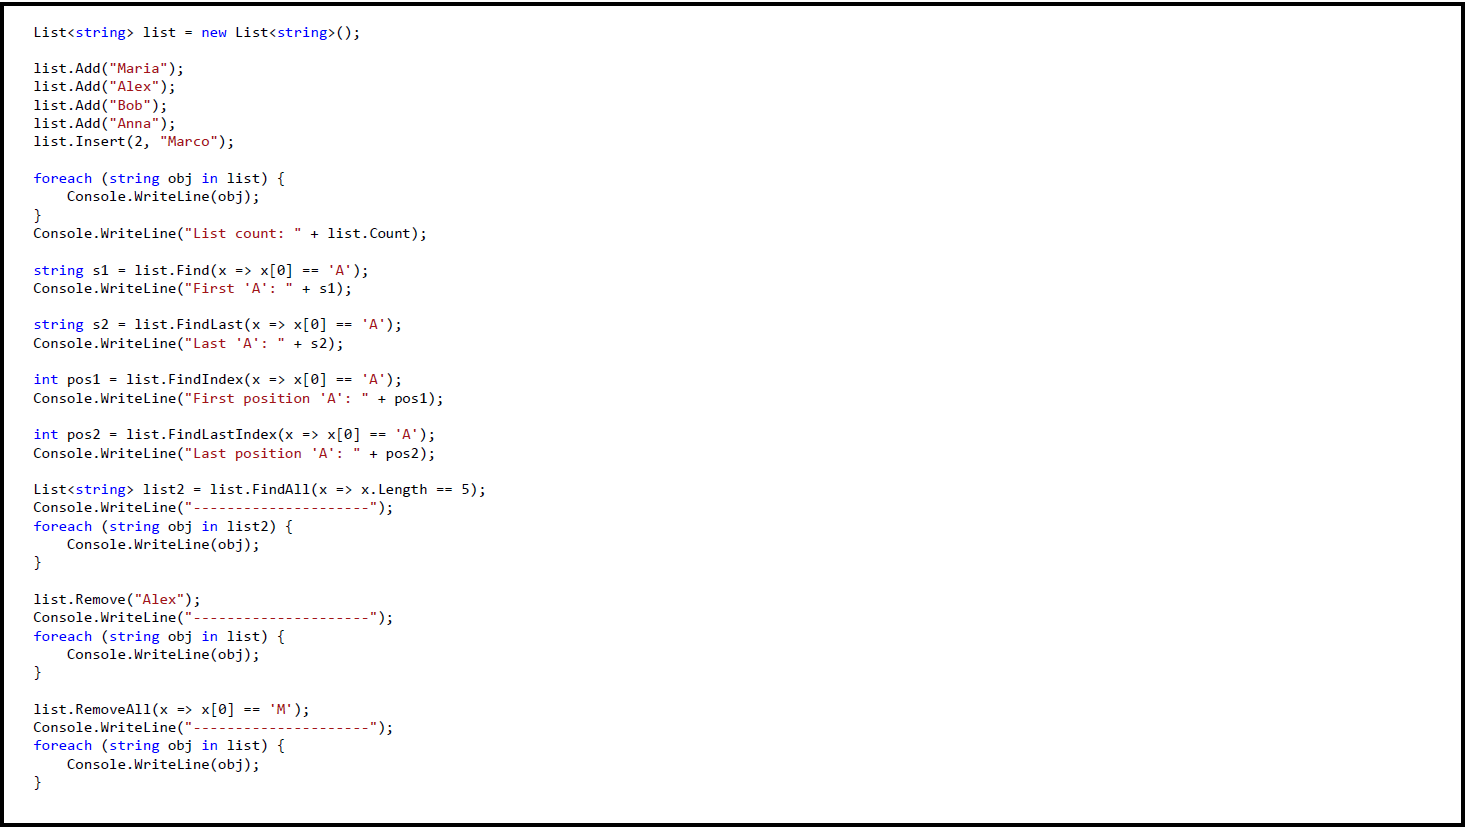 List<string> list = new List<string>();
list.Add("Maria");
list.Add("Alex");
list.Add("Bob");
list.Add("Anna");
list.Insert(2, "Marco");
foreach (string obj in list) {
    Console.WriteLine(obj);
}
Console.WriteLine("List count: " + list.Count);
string s1 = list.Find(x => x[0] == 'A');
Console.WriteLine("First 'A': " + s1);
string s2 = list.FindLast(x => x[0] == 'A');
Console.WriteLine("Last 'A': " + s2);
int pos1 = list.FindIndex(x => x[0] == 'A');
Console.WriteLine("First position 'A': " + pos1);
int pos2 = list.FindLastIndex(x => x[0] == 'A');
Console.WriteLine("Last position 'A': " + pos2);
List<string> list2 = list.FindAll(x => x.Length == 5);
Console.WriteLine("---------------------");
foreach (string obj in list2) {
    Console.WriteLine(obj);
}
list.Remove("Alex");
Console.WriteLine("---------------------");
foreach (string obj in list) {
    Console.WriteLine(obj);
}
list.RemoveAll(x => x[0] == 'M');
Console.WriteLine("---------------------");
foreach (string obj in list) {
    Console.WriteLine(obj);
}